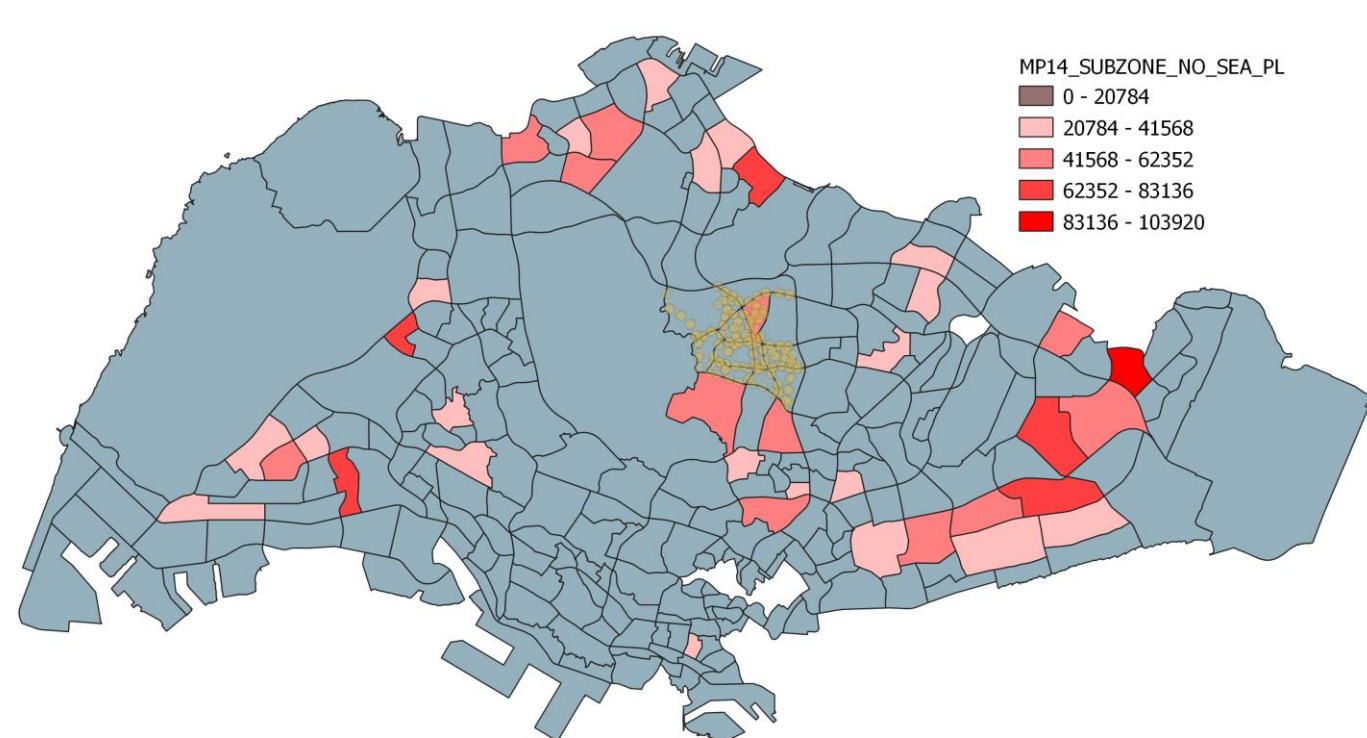 MP14_SUBZONE_NO_SEA_PL
0 - 20784
20784 - 41568
41568 - 62352
62352 - 83136
83136 - 103920